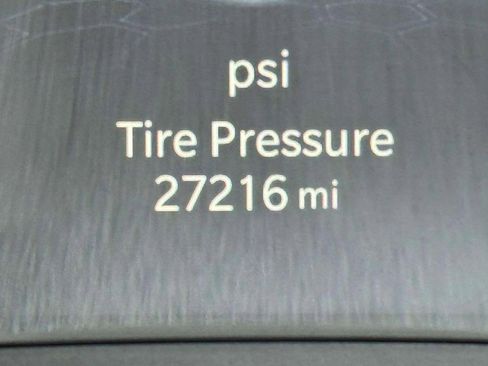 psi
Tire Pressure
27216 mi